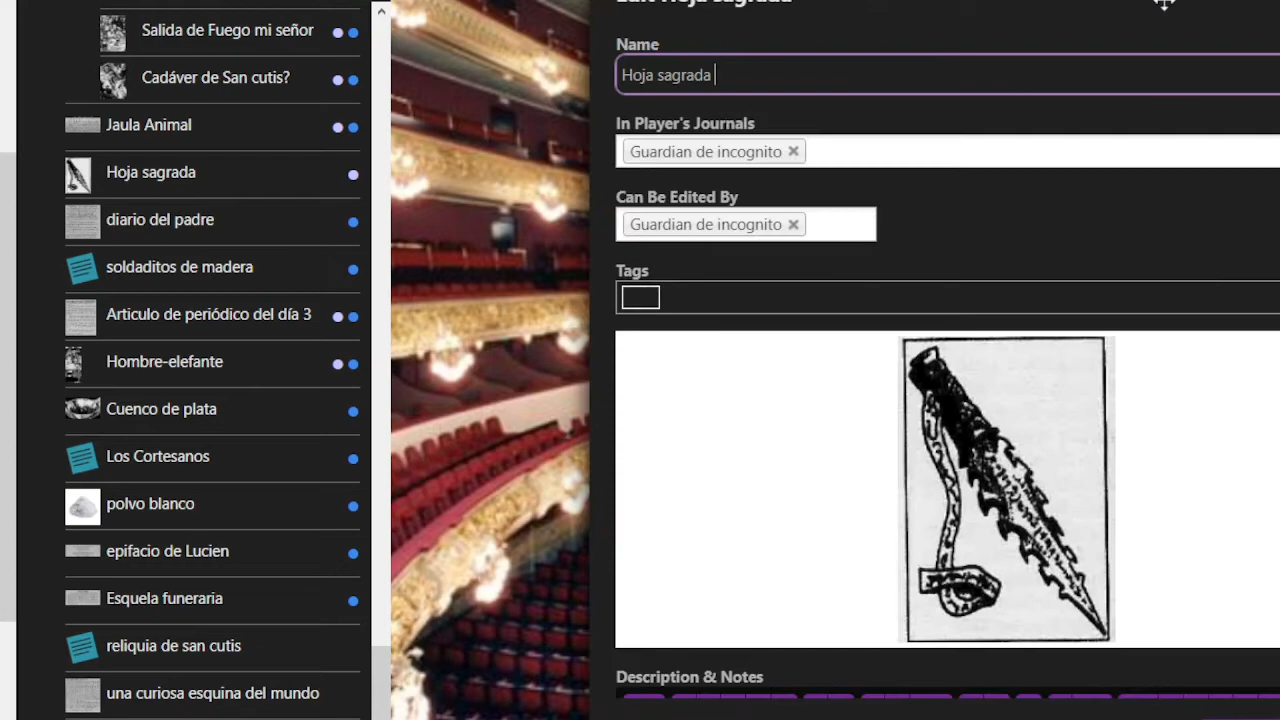 Salida de Fuego mi señor
Cadáver de San cutis?
Jaula Animal
Hoja sagrada
diario del padre
soldaditos de madera
Articulo de periódico del día 3
Hombre-elefante
Cuenco de plata
Los Cortesanos
polvo blanco
epifacio de Lucien
Esquela funeraria
reliquia de san cutis
una curiosa esquina del mundo
Edit Hoja sagrada
Name
Hoja sagrada
In Player's Journals
Guardian de incognito ×
Can Be Edited By
Guardian de incognito ×
Tags
Description & Notes